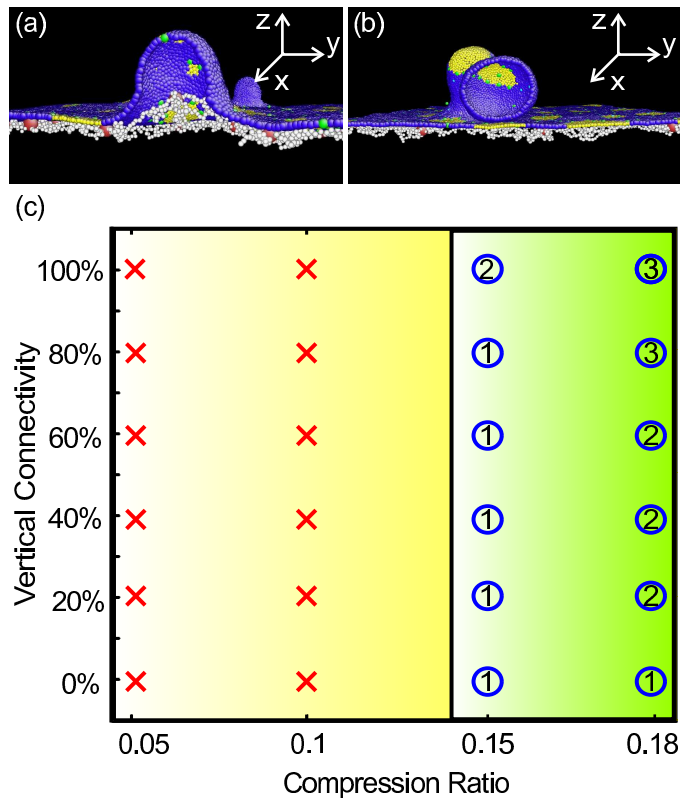 (a)
z
y
x
(b)
z
y
x
(c)
Vertical Connectivity
100%
2
3
80%
1
3
60%
1
2
40%
1
2
20%
1
2
0%
1
1
0.05
0.1
0.15
0.18
Compression Ratio